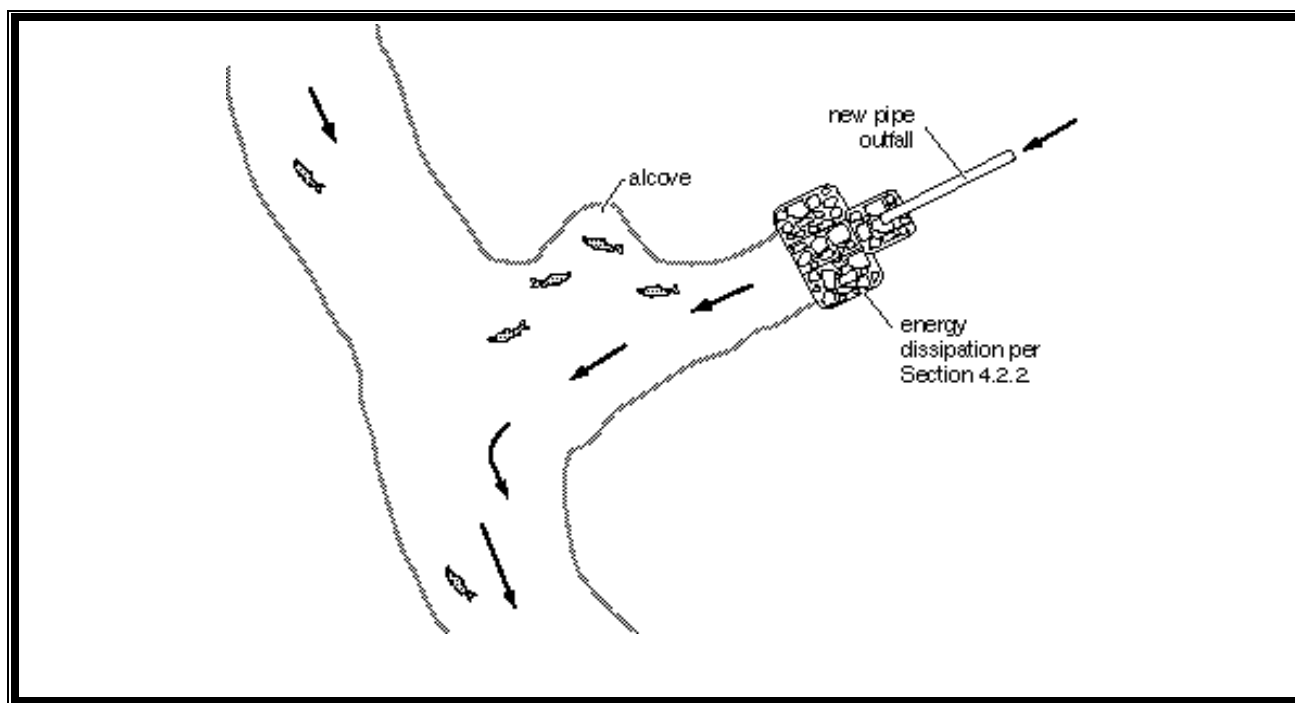 new pipe
outfall
alcove
energy
dissipation per
Section 4.2.2